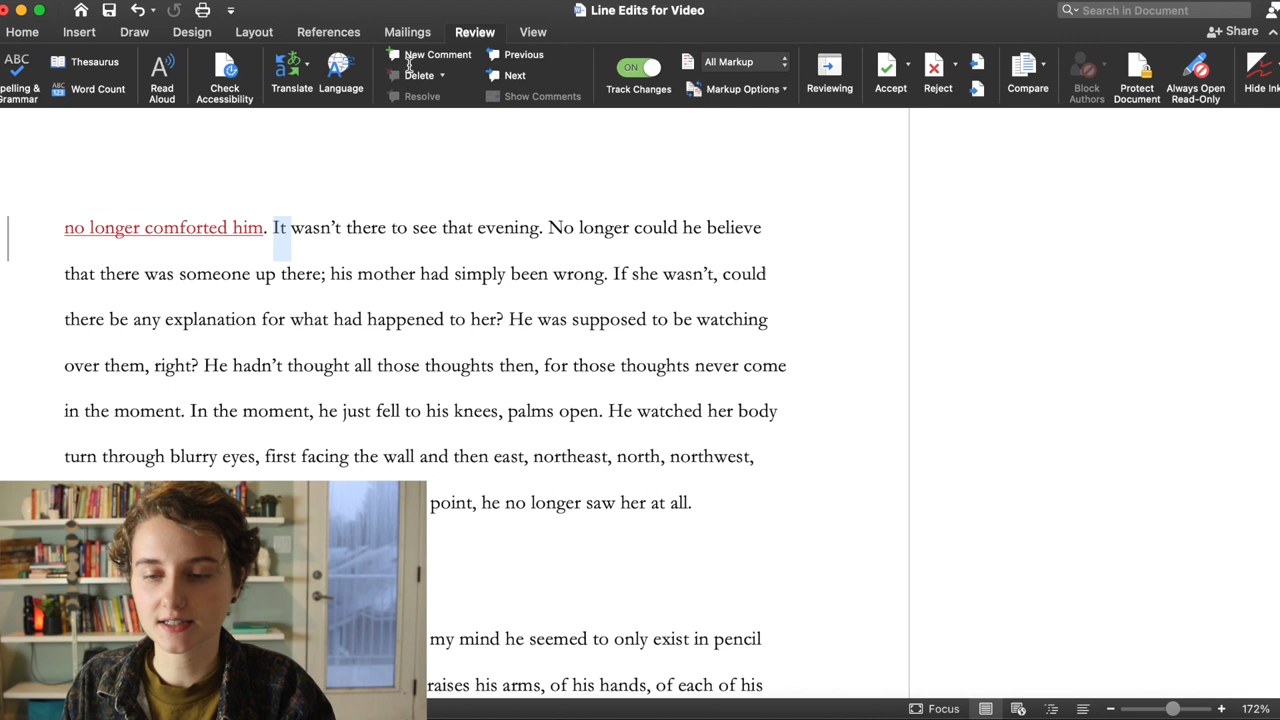 Line Edits for Video
Search in Document
Home Insert Draw Design Layout References Mailings Review View
Share
ABC
pelling & Grammar
Thesaurus
ABC 123 Word Count
A
Read Aloud
Check Accessibility
Translate
Language
New Comment
Delete
Resolve
Previous
Next
Show Comments
ON
Track Changes
All Markup
Markup Options
Reviewing
Accept
Reject
Compare
Block Authors
Protect Document
Always Open Read-Only
Hide Ink
no longer comforted him. It wasn’t there to see that evening. No longer could he believe
that there was someone up there; his mother had simply been wrong. If she wasn’t, could
there be any explanation for what had happened to her? He was supposed to be watching
over them, right? He hadn’t thought all those thoughts then, for those thoughts never come
in the moment. In the moment, he just fell to his knees, palms open. He watched her body
turn through blurry eyes, first facing the wall and then east, northeast, north, northwest,
point, he no longer saw her at all.
my mind he seemed to only exist in pencil
raises his arms, of his hands, of each of his
Focus
172%